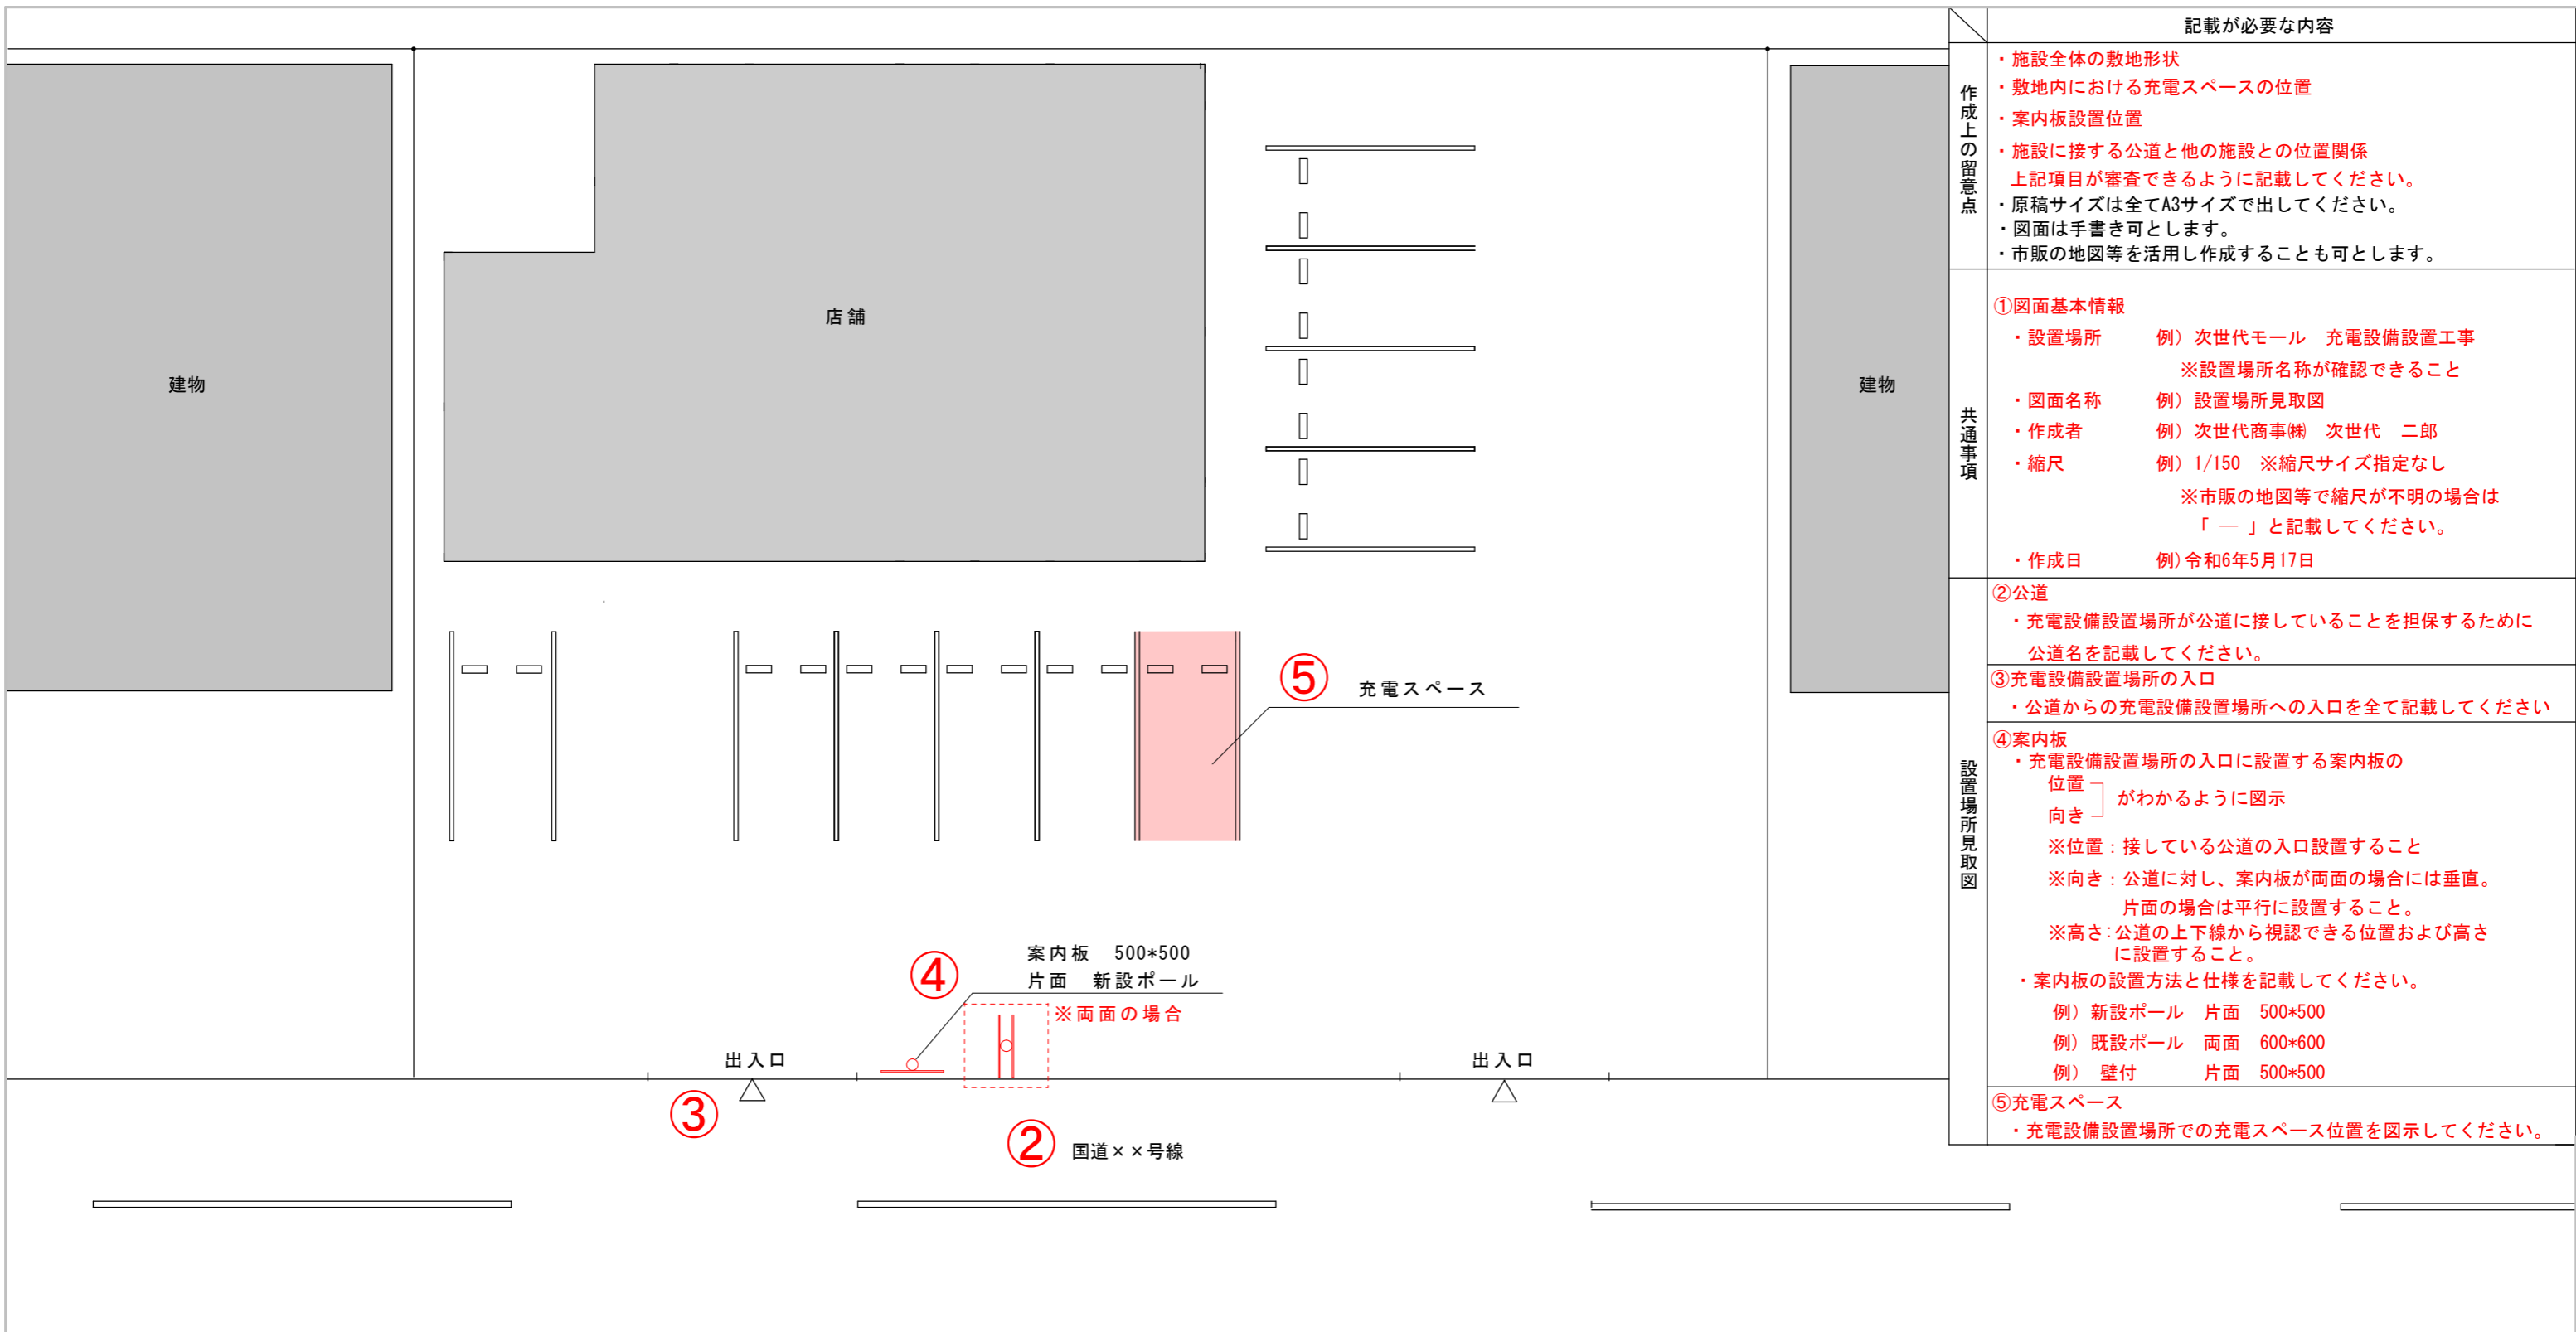 建物
店舗
建物
⑤
充電スペース
案内板　500*500
④
片面　新設ポール
※両面の場合
出入口
出入口
③
②
国道××号線
記載が必要な内容
作成上の留意点
・施設全体の敷地形状
・敷地内における充電スペースの位置
・案内板設置位置
・施設に接する公道と他の施設との位置関係
上記項目が審査できるように記載してください。
・原稿サイズは全てA3サイズで出してください。
・図面は手書き可とします。
・市販の地図等を活用し作成することも可とします。
共通事項
①図面基本情報
・設置場所　例）次世代モール　充電設備設置工事
※設置場所名称が確認できること
・図面名称　例）設置場所見取図
・作成者　例）次世代商事㈱　次世代　二郎
・縮尺　例）1/150　※縮尺サイズ指定なし
※市販の地図等で縮尺が不明の場合は
「 ― 」と記載してください。
・作成日　例)令和6年5月17日
設置場所見取図
②公道
・充電設備設置場所が公道に接していることを担保するために
公道名を記載してください。
③充電設備設置場所の入口
・公道からの充電設備設置場所への入口を全て記載してください
④案内板
・充電設備設置場所の入口に設置する案内板の
位置
がわかるように図示
向き
※位置：接している公道の入口設置すること
※向き：公道に対し、案内板が両面の場合には垂直。
片面の場合は平行に設置すること。
※高さ:公道の上下線から視認できる位置および高さ
に設置すること。
・案内板の設置方法と仕様を記載してください。
例）新設ポール　片面　500*500
例）既設ポール　両面　600*600
例）　壁付　片面　500*500
⑤充電スペース
・充電設備設置場所での充電スペース位置を図示してください。